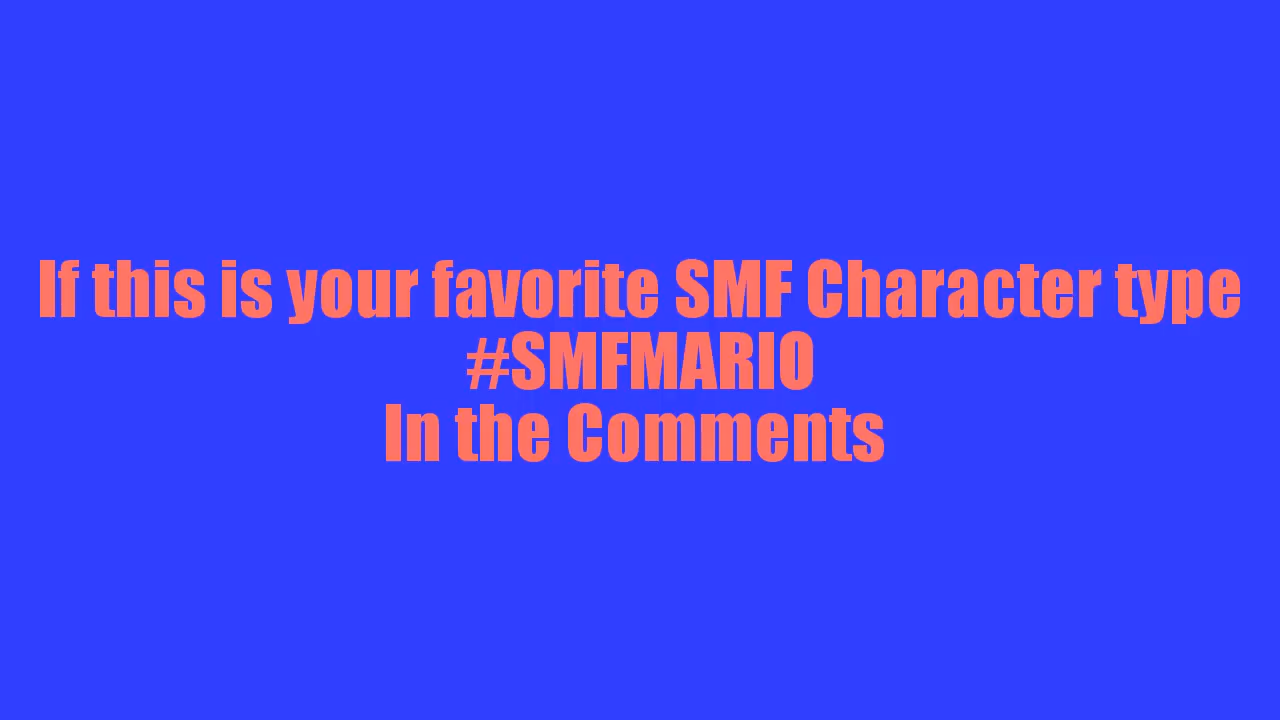 If this is your favorite SMF Character type
#SMFMARIO
In the Comments